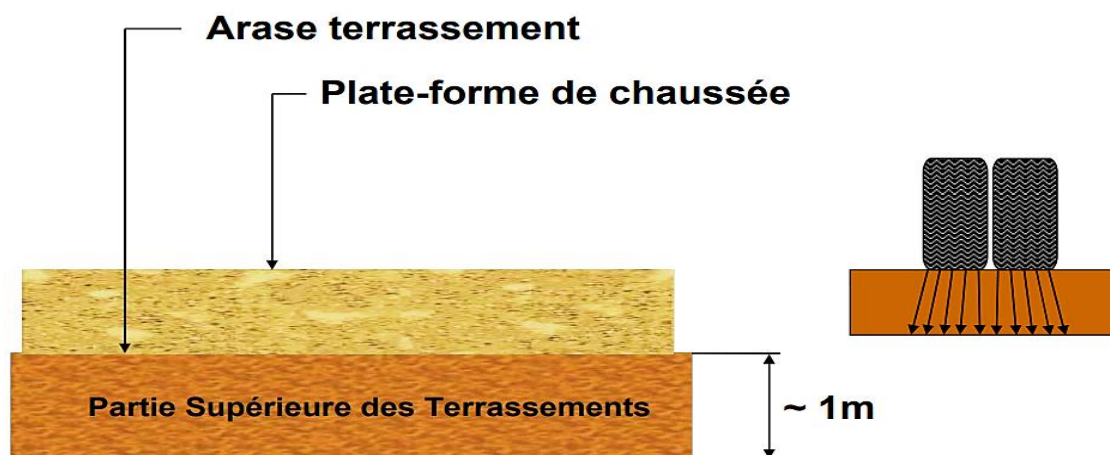 Arase terrassement
Plate-forme de chaussée
Partie Supérieure des Terrassements
~ 1m